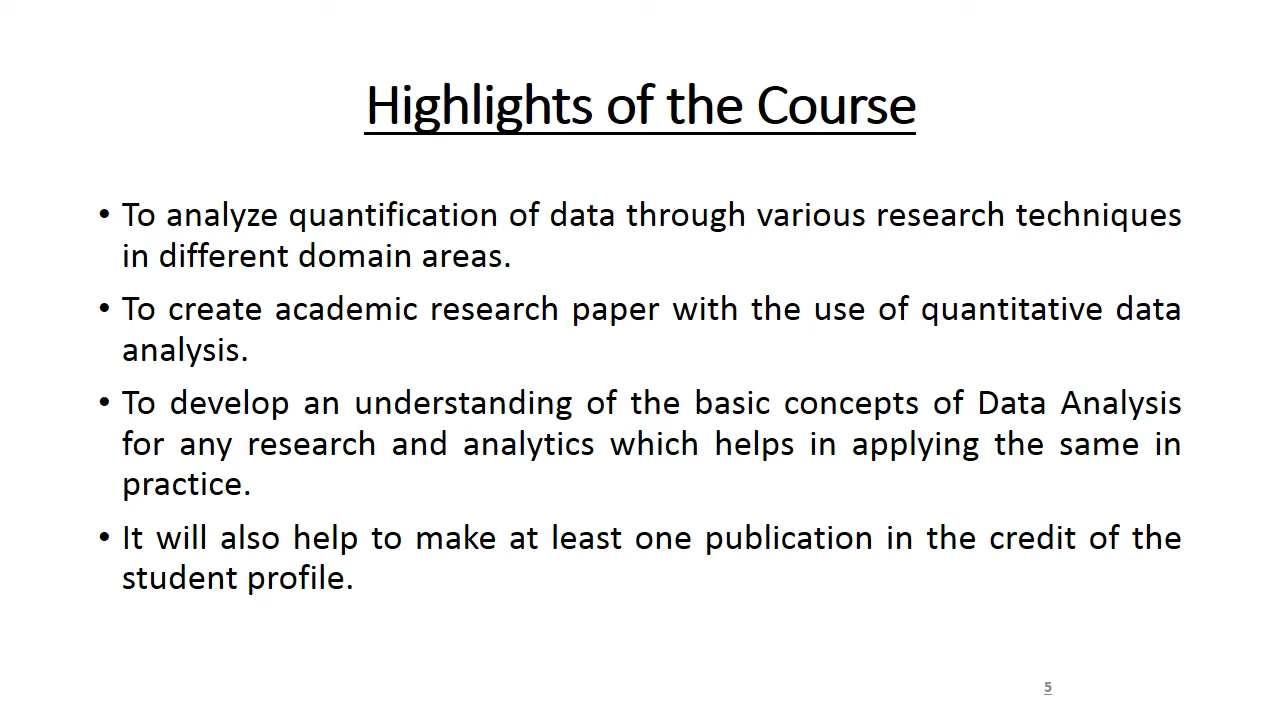 Highlights of the Course
• To analyze quantification of data through various research techniques
in different domain areas.
• To create academic research paper with the use of quantitative data
analysis.
• To develop an understanding of the basic concepts of Data Analysis
for any research and analytics which helps in applying the same in
practice.
• It will also help to make at least one publication in the credit of the
student profile.
5